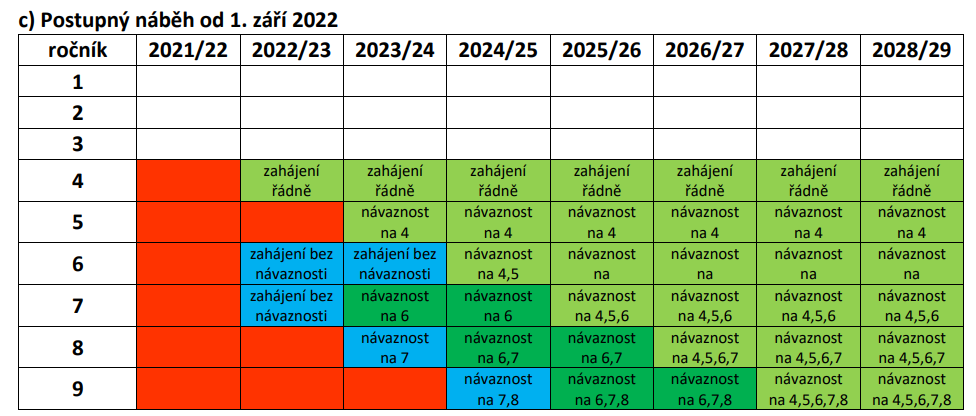 c) Postupný náběh od 1. září 2022
ročník 2021/22 2022/23 2023/24 2024/25 2025/26 2026/27 2027/28 2028/29
1
2
3
4 zahájení zahájení zahájení zahájení zahájení zahájení zahájení
řádně řádně řádně řádně řádně řádně řádně
5 návaznost návaznost návaznost návaznost návaznost návaznost
na 4 na 4 na 4 na 4 na 4 na 4
6 zahájení bez zahájení bez návaznost návaznost návaznost návaznost návaznost
návaznosti návaznosti na 4,5 na na na na
7 zahájení bez návaznost návaznost návaznost návaznost návaznost návaznost
návaznosti na 6 na 6 na 4,5,6 na 4,5,6 na 4,5,6 na 4,5,6
8 návaznost návaznost návaznost návaznost návaznost návaznost
na 7 na 6,7 na 6,7 na 4,5,6,7 na 4,5,6,7 na 4,5,6,7
9 návaznost návaznost návaznost návaznost návaznost
na 7,8 na 6,7,8 na 6,7,8 na 4,5,6,7,8 na 4,5,6,7,8